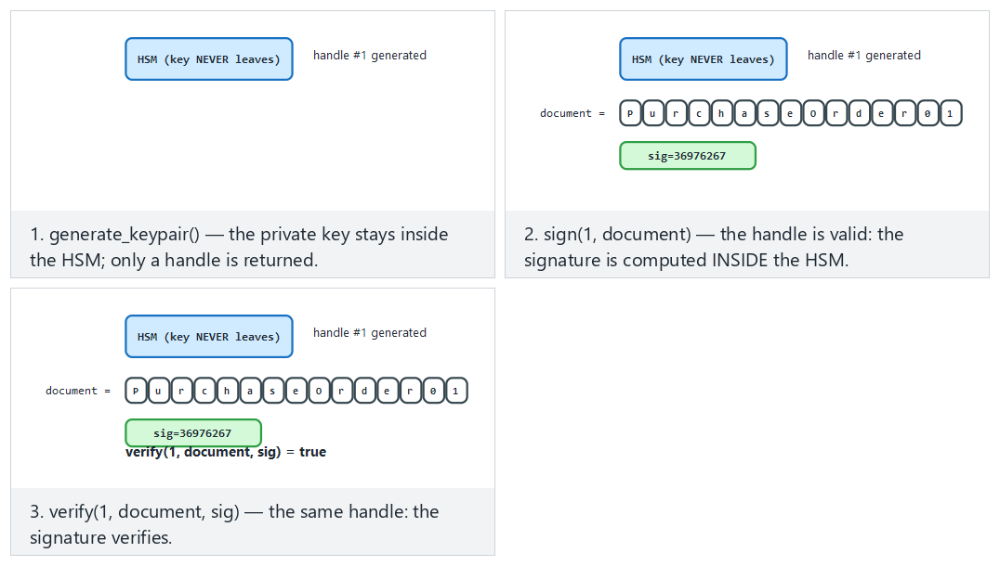 HSM (key NEVER leaves) handle #1 generated
1. generate_keypair() — the private key stays inside
the HSM; only a handle is returned.
HSM (key NEVER leaves) handle #1 generated
document = P u r c h a s e O r d e r 0 1
sig=36976267
2. sign(1, document) — the handle is valid: the
signature is computed INSIDE the HSM.
HSM (key NEVER leaves) handle #1 generated
document = P u r c h a s e O r d e r 0 1
sig=36976267
verify(1, document, sig) = true
3. verify(1, document, sig) — the same handle: the
signature verifies.